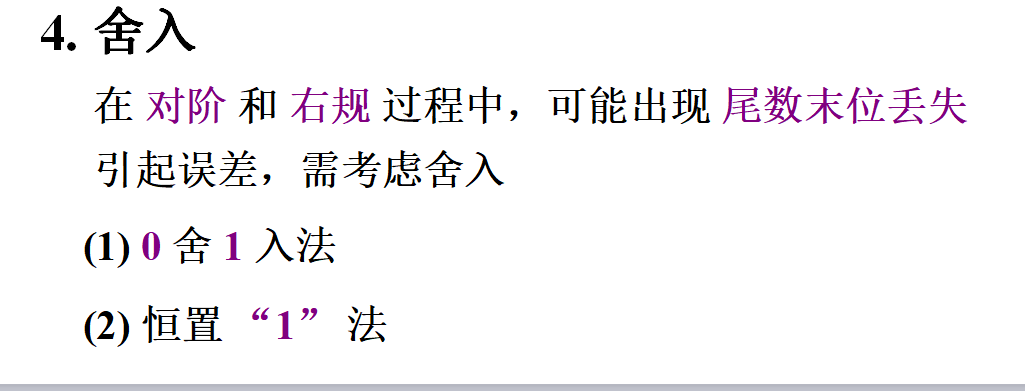 4. 舍入
在 对阶 和 右规 过程中，可能出现 尾数末位丢失
引起误差，需考虑舍入
(1) 0 舍 1 入法
(2) 恒置 “1” 法